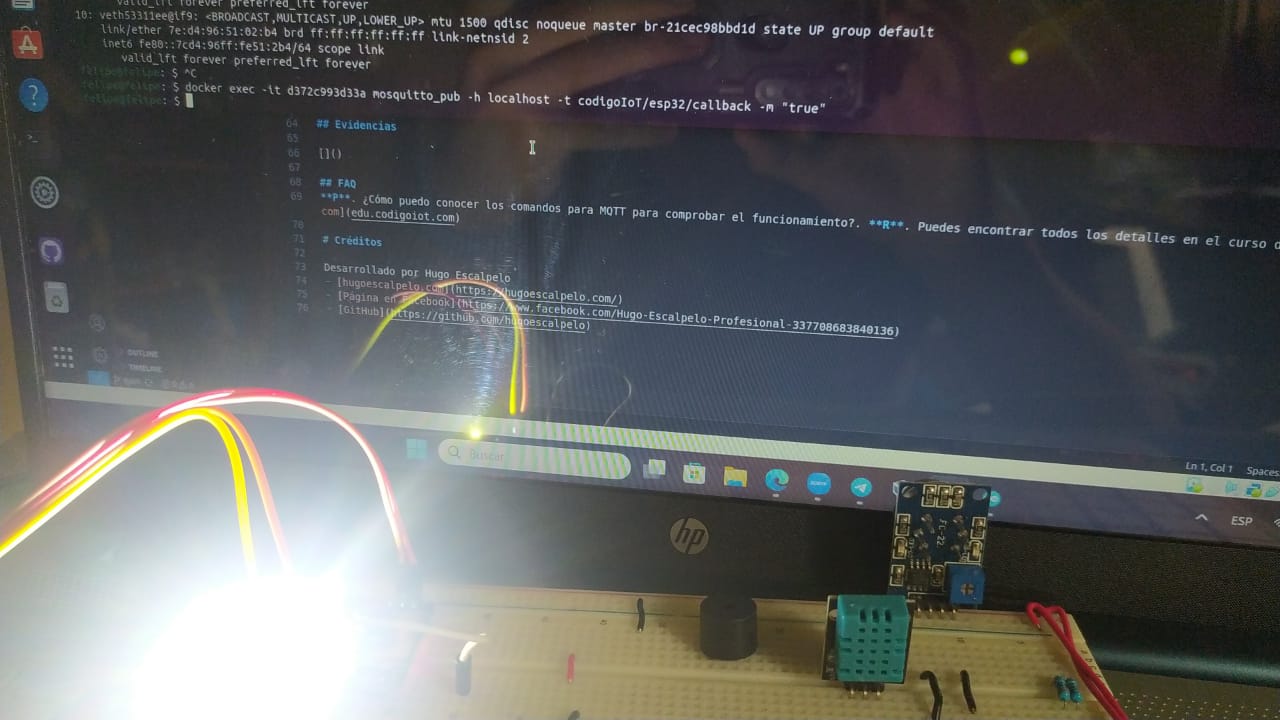 valid_lft forever preferred_lft forever
10: veth53311ee@if9: <BROADCAST,MULTICAST,UP,LOWER_UP> mtu 1500 qdisc noqueue master br-21cec98bbd1d state UP group default
link/ether 7e:d4:96:51:02:b4 brd ff:ff:ff:ff:ff:ff link-netnsid 2
inet6 fe80::7cd4:96ff:fe51:2b4/64 scope link
valid_lft forever preferred_lft forever
felipe@felipe: $ ^C
felipe@felipe: $ docker exec -it d372c993d33a mosquitto_pub -h localhost -t codigoIoT/esp32/callback -m "true"
felipe@felipe: $
64 ## Evidencias
65
66 []()
67
68 ## FAQ
69 **P**. ¿Cómo puedo conocer los comandos para MQTT para comprobar el funcionamiento?. **R**. Puedes encontrar todos los detalles en el curso
com](edu.codigoiot.com)
70
71 # Créditos
72
73 Desarrollado por Hugo Escalpelo
74 - [hugoescalpelo.com](https://hugoescalpelo.com/)
75 - [Página en Facebook](https://www.facebook.com/Hugo-Escalpelo-Profesional-337708683840136)
76 - [GitHub](https://github.com/hugoescalpelo)
OUTLINE
TIMELINE
Ln 1, Col 1 Spaces
Buscar
ESP
hp
FC-22